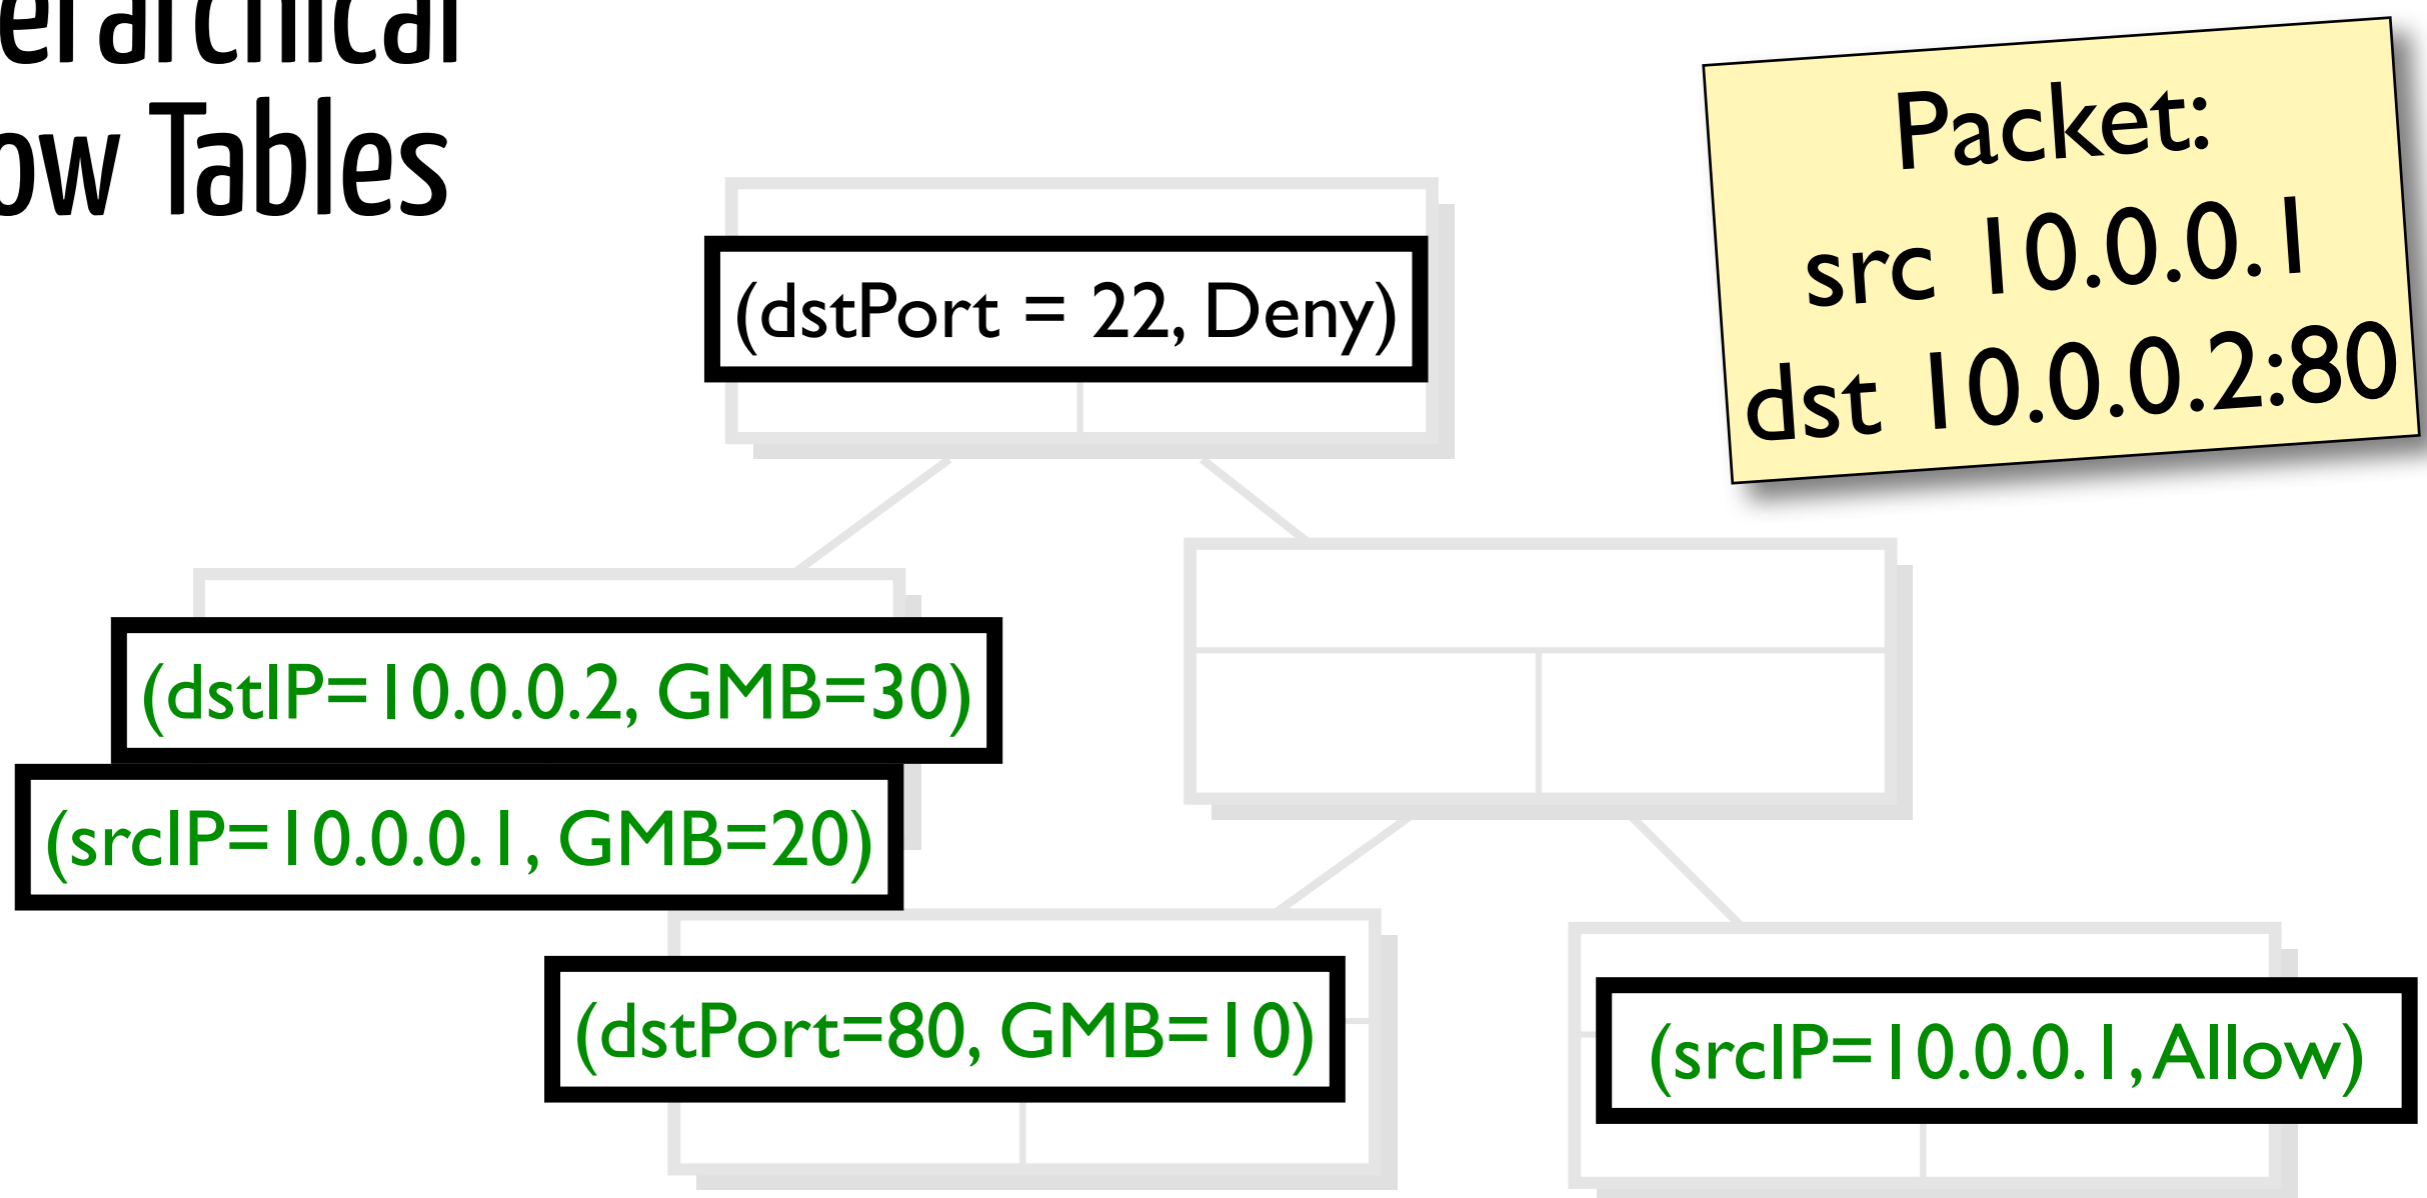 erarchical
ow Tables
Packet:
src 10.0.0.1
dst 10.0.0.2:80
(dstPort = 22, Deny)
(dstIP=10.0.0.2, GMB=30)
(srcIP=10.0.0.1, GMB=20)
(dstPort=80, GMB=10)
(srcIP=10.0.0.1, Allow)